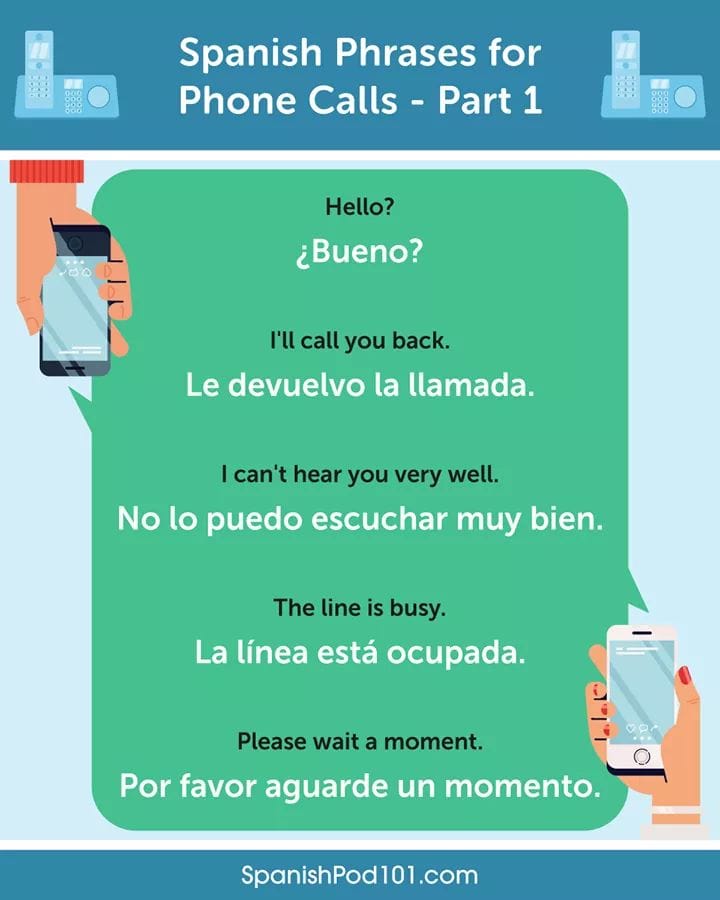 Spanish Phrases for
Phone Calls - Part 1
Hello?
¿Bueno?
I'll call you back.
Le devuelvo la llamada.
I can't hear you very well.
No lo puedo escuchar muy bien.
The line is busy.
La línea está ocupada.
Please wait a moment.
Por favor aguarde un momento.
SpanishPod101.com